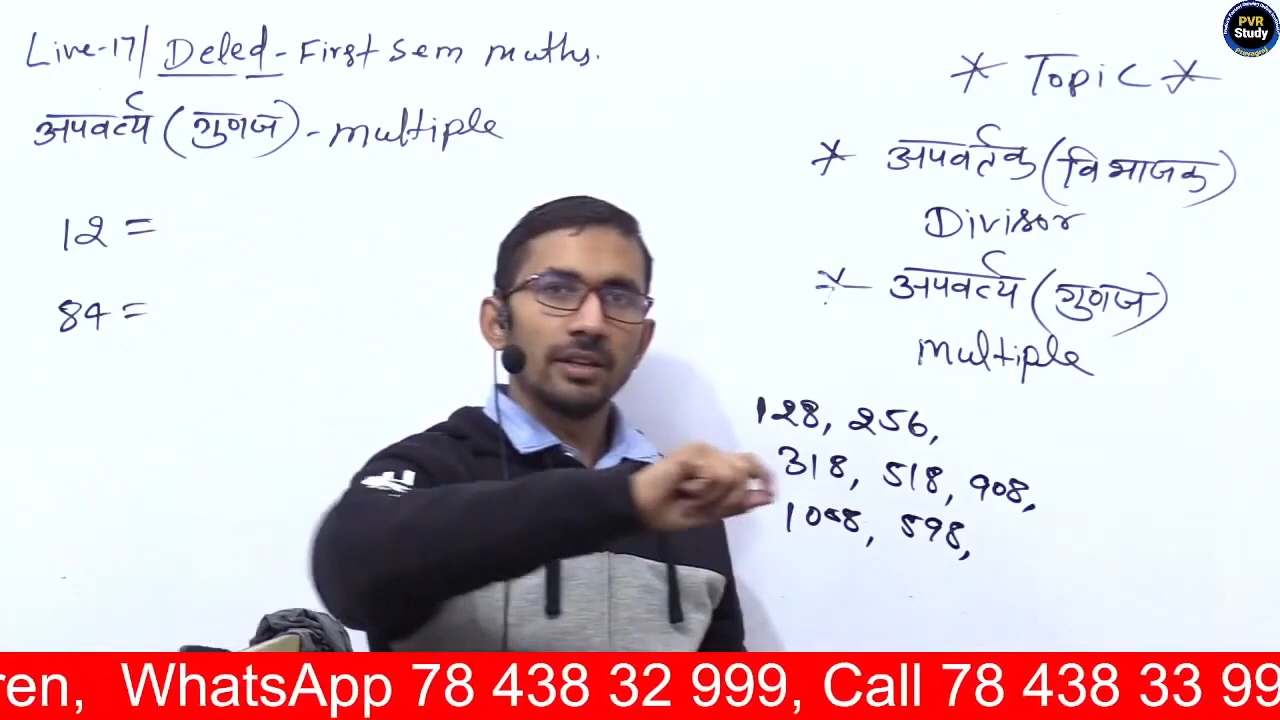 Live-17/ Deled-First Sem maths.
अपवर्त्य (गुणज) - multiple
12 =
84 =
* Topic *
* अपवर्तक (विभाजक)
Divisor
* अपवर्त्य (गुणज)
multiple
128, 256,
318, 518, 908,
1058, 598,
PVR
Study
Prayagraj
ren, WhatsApp 78 438 32 999, Call 78 438 33 99